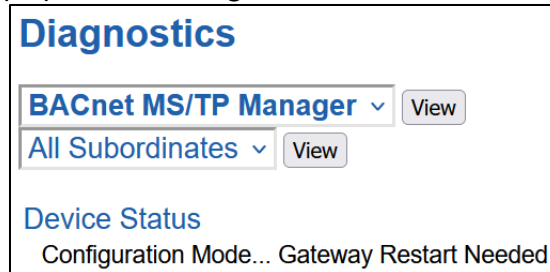 Diagnostics
BACnet MS/TP Manager View
All Subordinates View
Device Status
Configuration Mode... Gateway Restart Needed